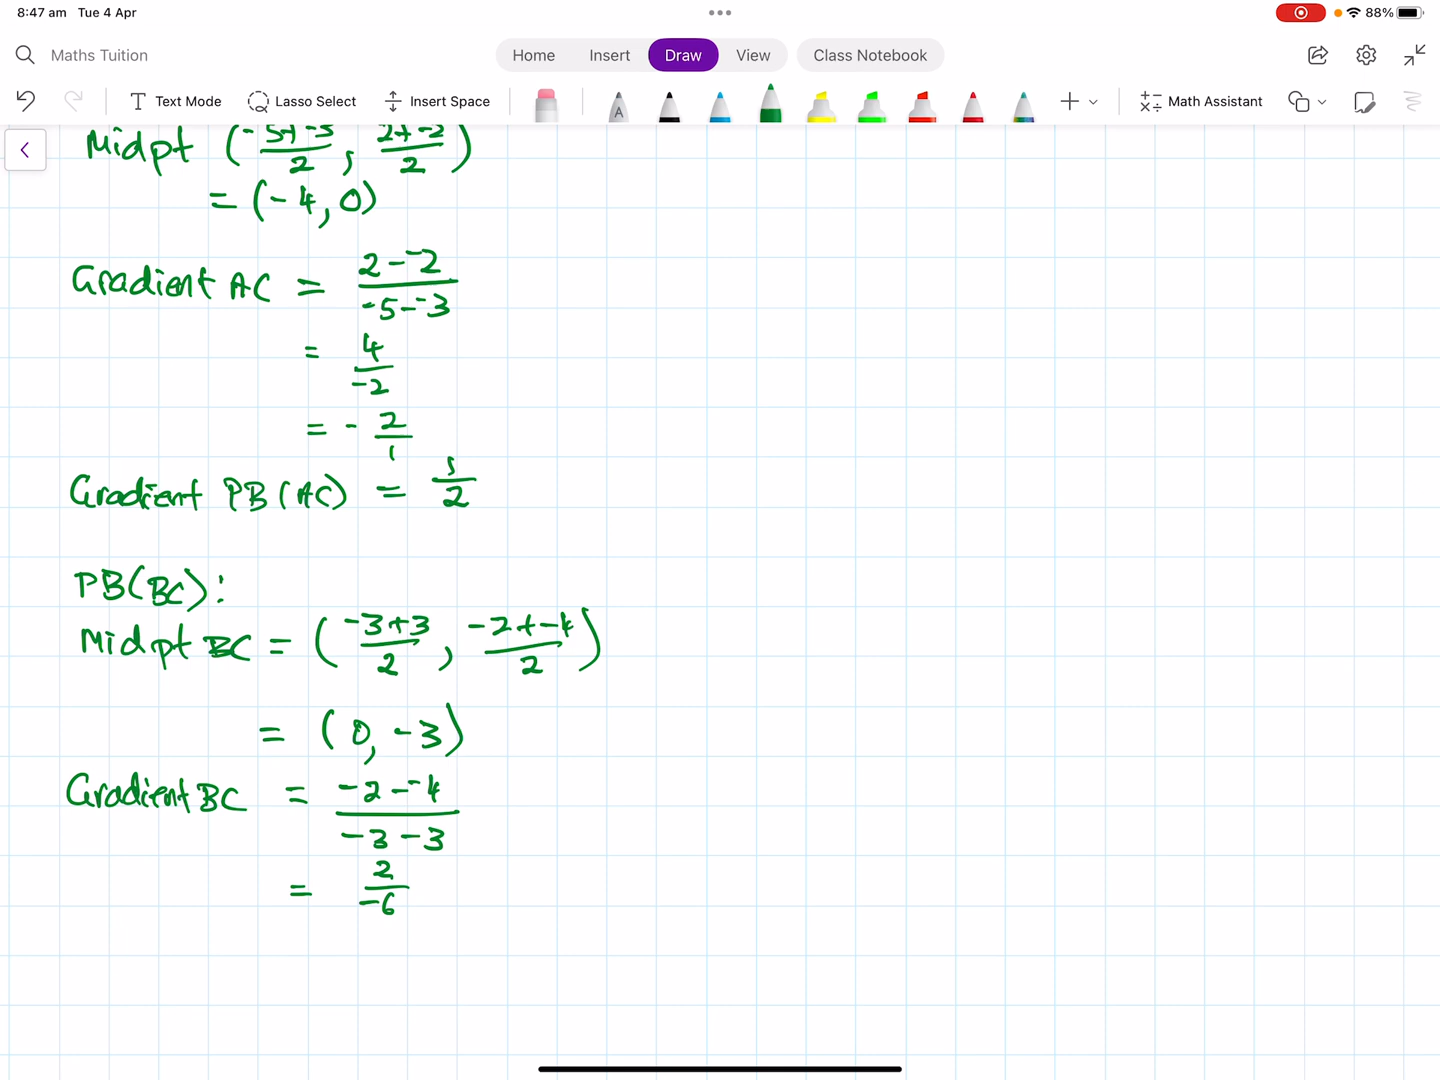 8:47 am Tue 4 Apr
88%
Maths Tuition
Home Insert Draw View Class Notebook
Text Mode Lasso Select Insert Space A Math Assistant
Midpt (-5+-3/2, 2+-2/2)
= (-4, 0)
Gradient AC = 2--2/-5--3
= 4/-2
= -2/1
Gradient PB(AC) = 1/2
PB(BC):
Midpt BC = (-3+3/2, -2+-4/2)
= (0, -3)
Gradient BC = -2--4/-3-3
= 2/-6